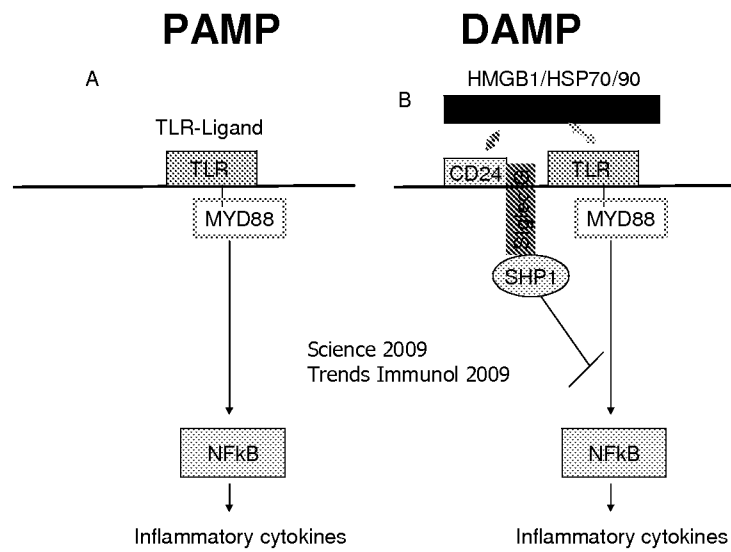 PAMP
DAMP
A
HMGB1/HSP70/90
B
TLR-Ligand
TLR
CD24
TLR
MYD88
MYD88
SHP1
Science 2009
Trends Immunol 2009
NFkB
NFkB
Inflammatory cytokines
Inflammatory cytokines